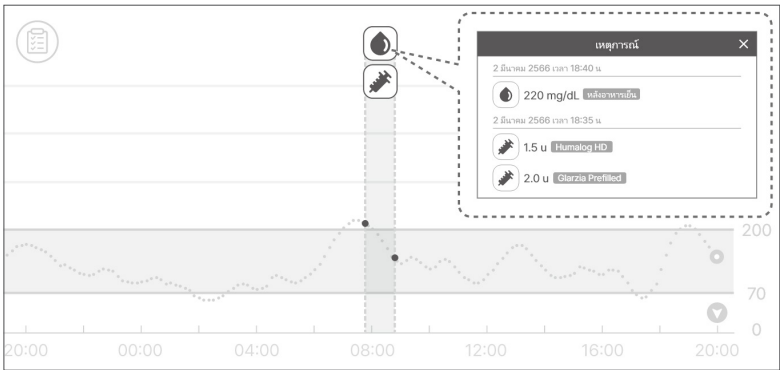 เหตุการณ์
2 มีนาคม 2566 เวลา 18:40 น
220 mg/dL หลังอาหารเย็น
2 มีนาคม 2566 เวลา 18:35 น
1.5 u Humalog HD
2.0 u Glarzia Prefilled
200
70
0
20:00 00:00 04:00 08:00 12:00 16:00 20:00